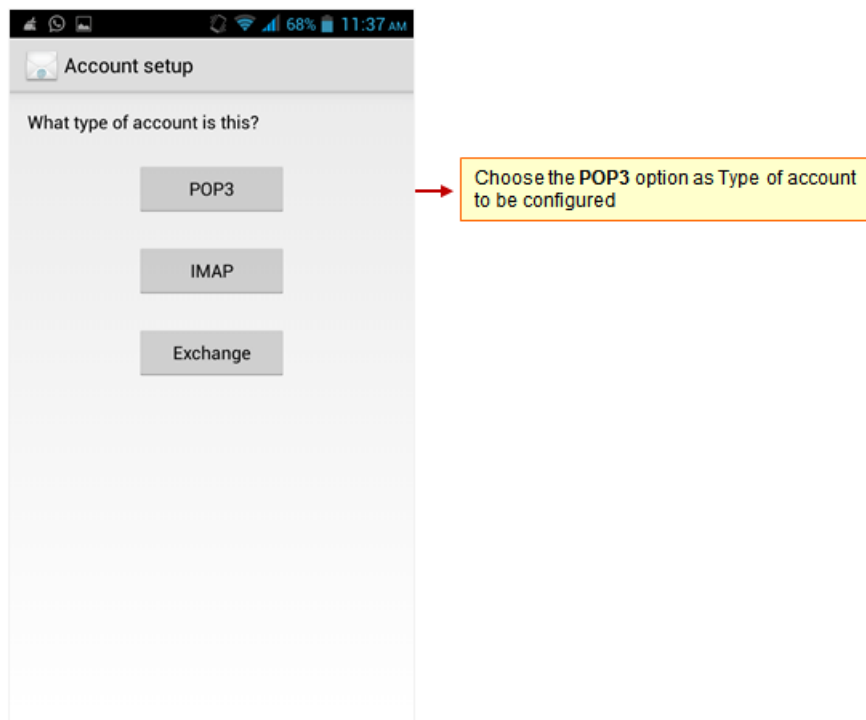 68% 11:37 AM
Account setup
What type of account is this?
POP3
Choose the POP3 option as Type of account
to be configured
IMAP
Exchange